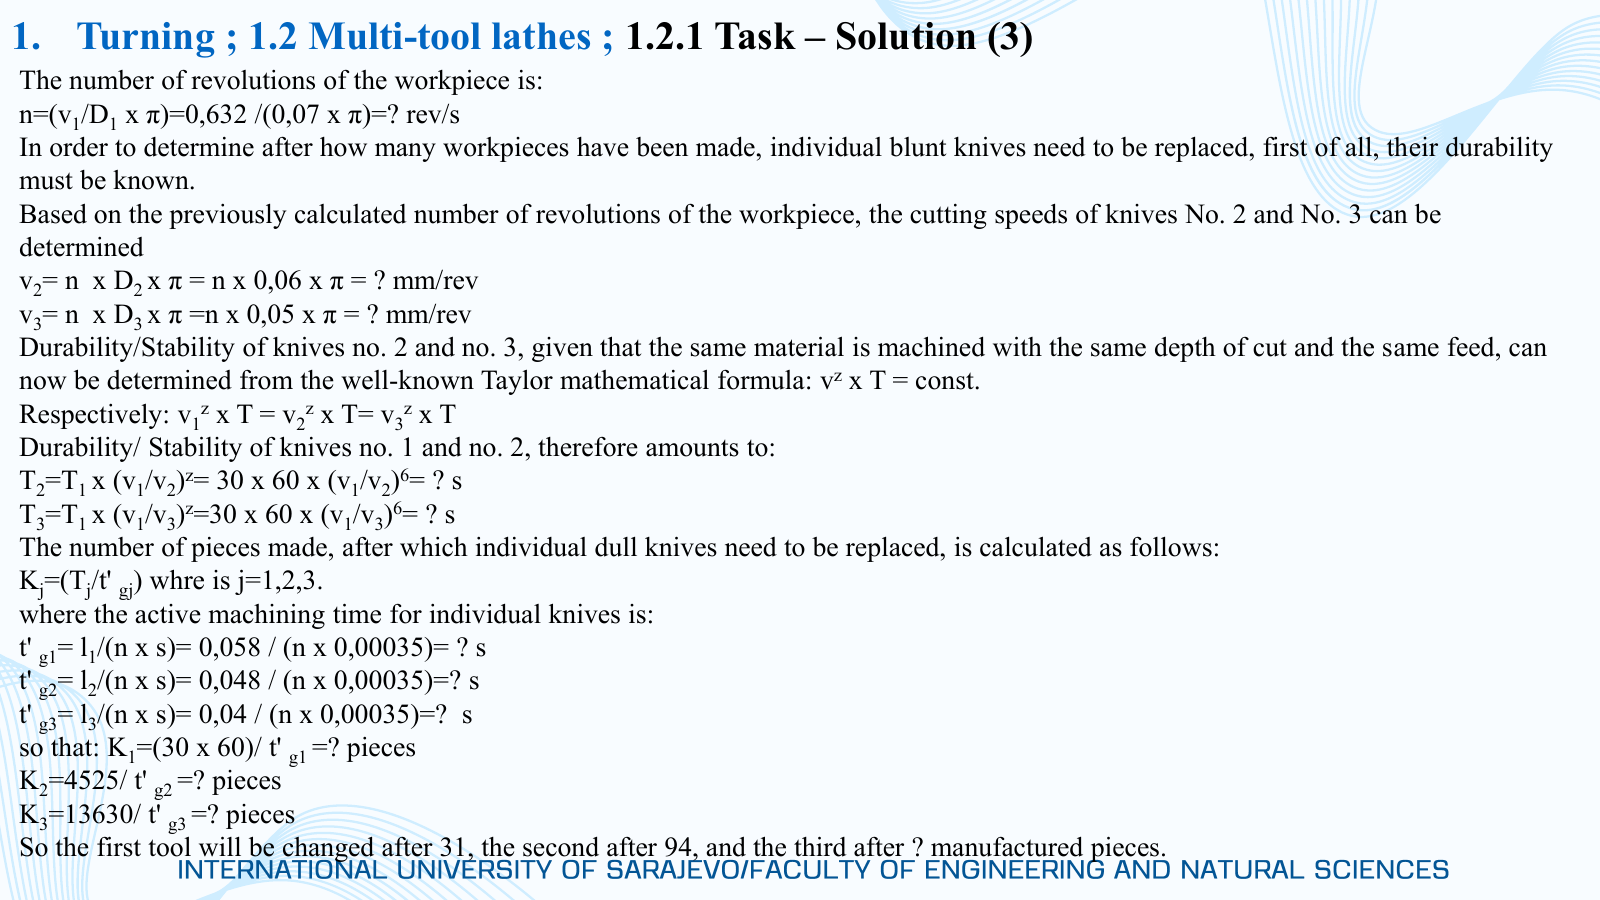 1. Turning ; 1.2 Multi-tool lathes ; 1.2.1 Task – Solution (3)
The number of revolutions of the workpiece is:
n=(v₁/D₁ x π)=0,632 /(0,07 x π)=? rev/s
In order to determine after how many workpieces have been made, individual blunt knives need to be replaced, first of all, their durability
must be known.
Based on the previously calculated number of revolutions of the workpiece, the cutting speeds of knives No. 2 and No. 3 can be
determined
v₂= n x D₂ x π = n x 0,06 x π = ? mm/rev
v₃= n x D₃ x π =n x 0,05 x π = ? mm/rev
Durability/Stability of knives no. 2 and no. 3, given that the same material is machined with the same depth of cut and the same feed, can
now be determined from the well-known Taylor mathematical formula: vᶻ x T = const.
Respectively: v₁ᶻ x T = v₂ᶻ x T= v₃ᶻ x T
Durability/ Stability of knives no. 1 and no. 2, therefore amounts to:
T₂=T₁ x (v₁/v₂)ᶻ= 30 x 60 x (v₁/v₂)⁶= ? s
T₃=T₁ x (v₁/v₃)ᶻ=30 x 60 x (v₁/v₃)⁶= ? s
The number of pieces made, after which individual dull knives need to be replaced, is calculated as follows:
Kⱼ=(Tⱼ/t' gj) whre is j=1,2,3.
where the active machining time for individual knives is:
t' g1= l₁/(n x s)= 0,058 / (n x 0,00035)= ? s
t' g2= l₂/(n x s)= 0,048 / (n x 0,00035)=? s
t' g3= l₃/(n x s)= 0,04 / (n x 0,00035)=? s
so that: K₁=(30 x 60)/ t' g1 =? pieces
K₂=4525/ t' g2 =? pieces
K₃=13630/ t' g3 =? pieces
So the first tool will be changed after 31, the second after 94, and the third after ? manufactured pieces.
INTERNATIONAL UNIVERSITY OF SARAJEVO/FACULTY OF ENGINEERING AND NATURAL SCIENCES